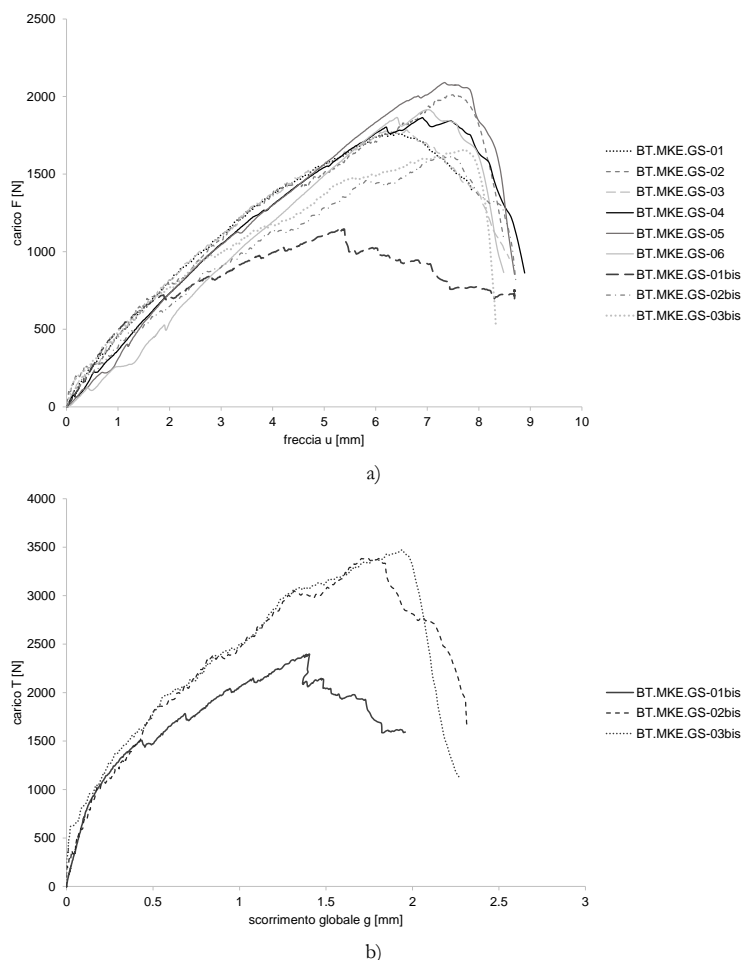 2500
2000
1500
1000
500
0
carico F [N]
0 1 2 3 4 5 6 7 8 9 10
freccia u [mm]
BT.MKE.GS-01
BT.MKE.GS-02
BT.MKE.GS-03
BT.MKE.GS-04
BT.MKE.GS-05
BT.MKE.GS-06
BT.MKE.GS-01bis
BT.MKE.GS-02bis
BT.MKE.GS-03bis
a)
4000
3500
3000
2500
2000
1500
1000
500
0
carico T [N]
0 0.5 1 1.5 2 2.5 3
scorrimento globale g [mm]
BT.MKE.GS-01bis
BT.MKE.GS-02bis
BT.MKE.GS-03bis
b)